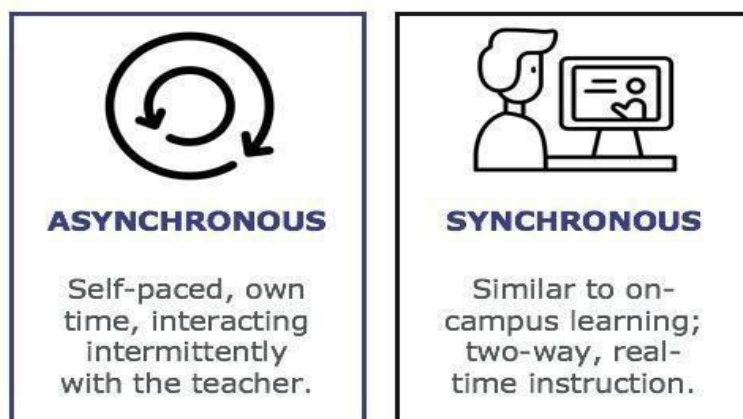 ASYNCHRONOUS
Self-paced, own
time, interacting
intermittently
with the teacher.
SYNCHRONOUS
Similar to on-
campus learning;
two-way, real-
time instruction.